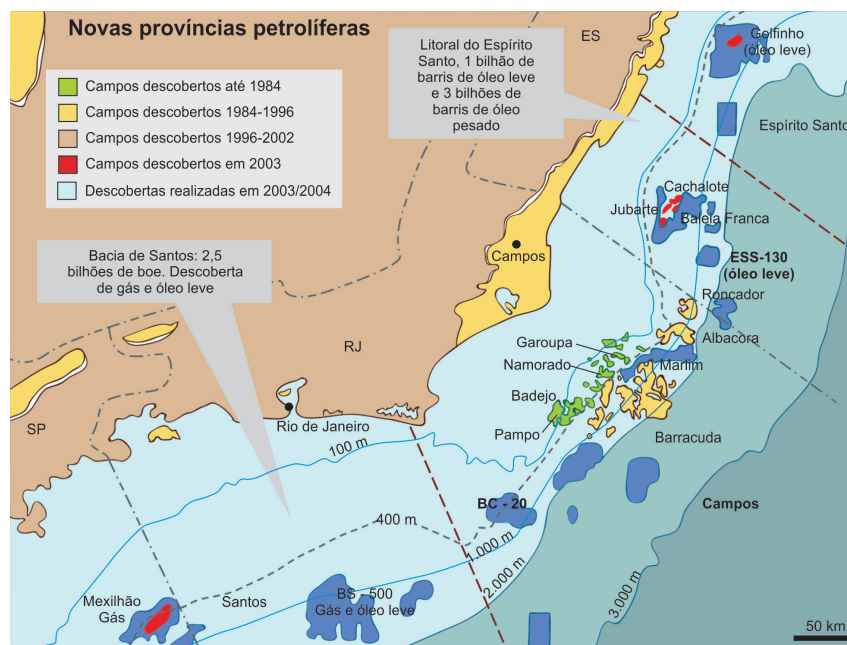 Novas províncias petrolíferas
Campos descobertos até 1984
Campos descobertos 1984-1996
Campos descobertos 1996-2002
Campos descobertos em 2003
Descobertas realizadas em 2003/2004
ES
Litoral do Espírito
Santo, 1 bilhão de
barris de óleo leve
e 3 bilhões de
barris de óleo
pesado
Golfinho
(óleo leve)
Espírito Santo
Cachalote
Jubarte
Baleia Franca
Bacia de Santos: 2,5
bilhões de boe. Descoberta
de gás e óleo leve
Campos
ESS-130
(óleo leve)
Roncador
Albacora
Garoupa
Namorado
Marlim
RJ
Badejo
Pampo
SP
Rio de Janeiro
Barracuda
100 m
BC - 20
Campos
400 m
1.000 m
2.000 m
3.000 m
Mexilhão
Gás
Santos
BS - 500
Gás e óleo leve
50 km